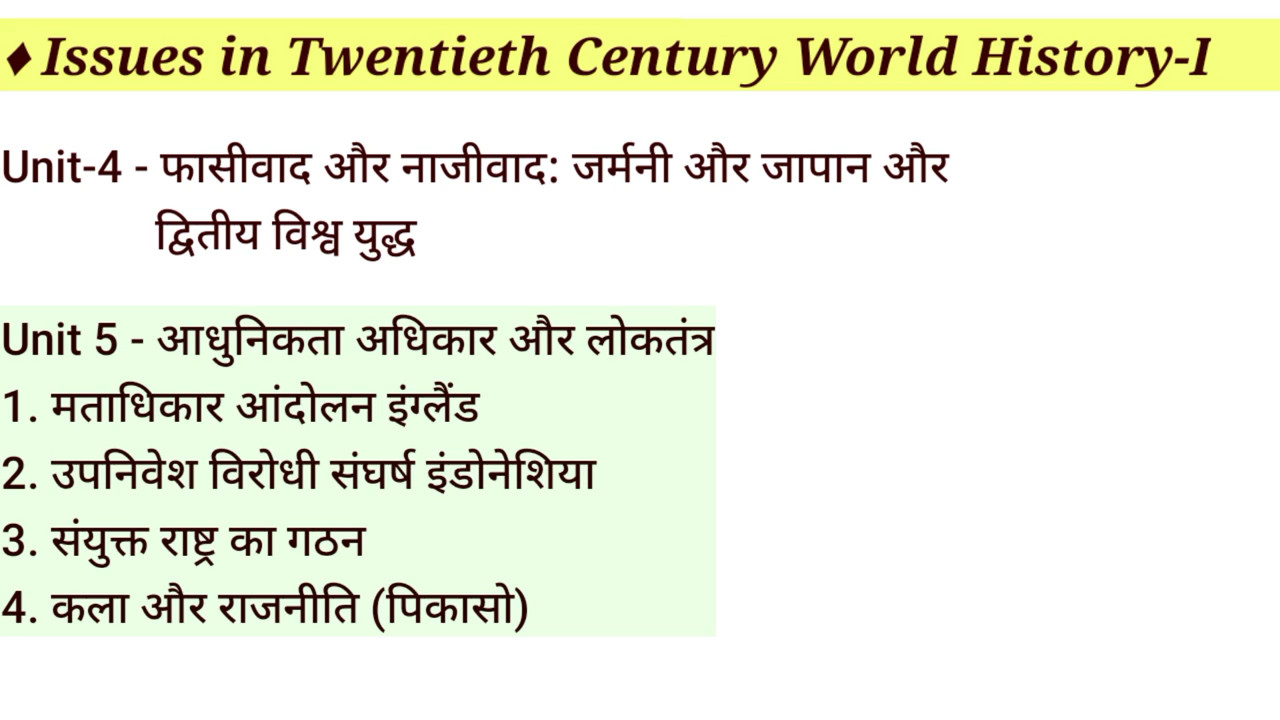 ♦ Issues in Twentieth Century World History-I
Unit-4 - फासीवाद और नाजीवाद: जर्मनी और जापान और
द्वितीय विश्व युद्ध
Unit 5 - आधुनिकता अधिकार और लोकतंत्र
1. मताधिकार आंदोलन इंग्लैंड
2. उपनिवेश विरोधी संघर्ष इंडोनेशिया
3. संयुक्त राष्ट्र का गठन
4. कला और राजनीति (पिकासो)